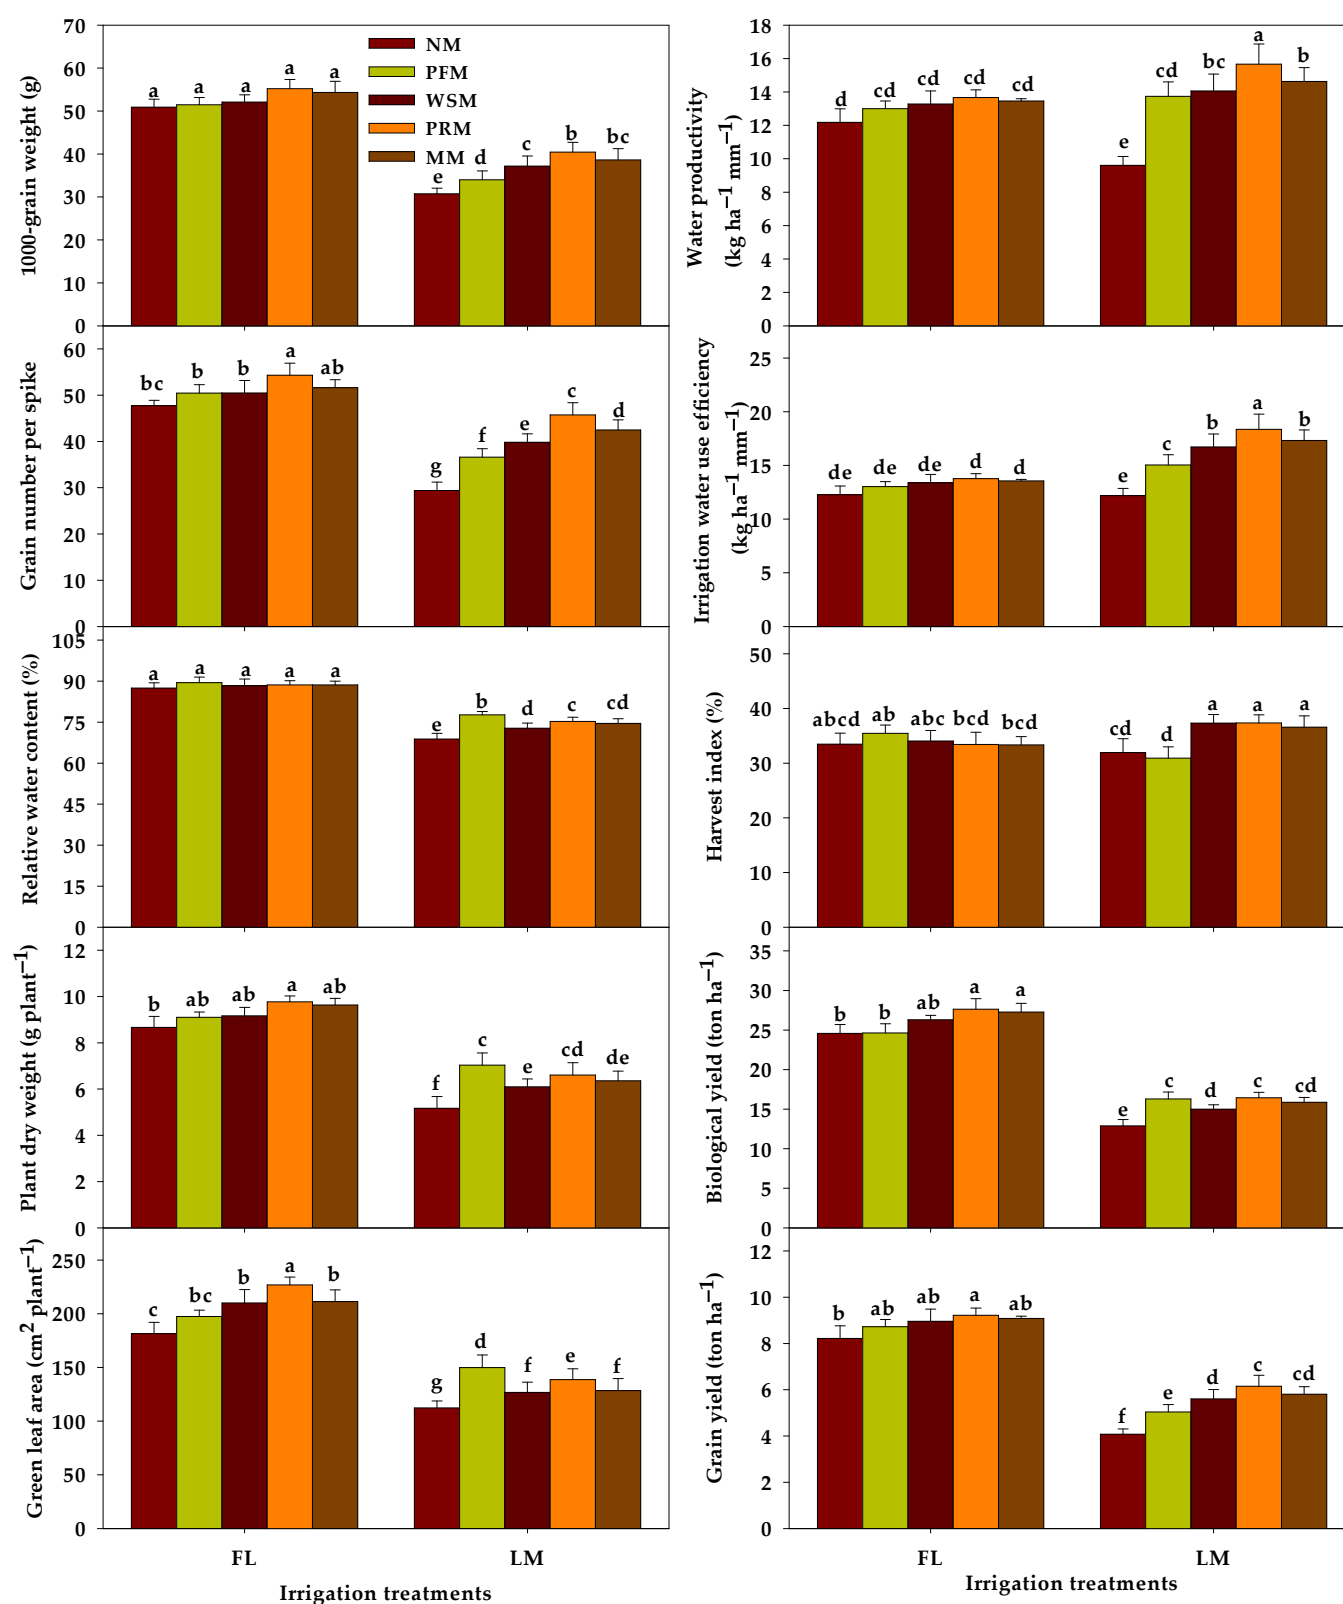 1000-grain weight (g)
70
60
50
40
30
20
10
0
NM
PFM
WSM
PRM
MM
a a a a a
e d c b bc
Grain number per spike
60
50
40
30
20
10
0
bc b b a ab
g f e c d
Relative water content (%)
105
90
75
60
45
30
15
0
a a a a a
e b d c cd
Plant dry weight (g plant⁻¹)
12
10
8
6
4
2
0
b ab ab a ab
f c e cd de
Green leaf area (cm² plant⁻¹)
250
200
150
100
50
0
c bc b a b
g d f e f
FL LM
Irrigation treatments
Water productivity
(kg ha⁻¹ mm⁻¹)
18
16
14
12
10
8
6
4
2
0
d cd cd cd cd
e cd bc a b
Irrigation water use efficiency
(kg ha⁻¹ mm⁻¹)
25
20
15
10
5
0
de de de d d
e c b a b
Harvest index (%)
50
40
30
20
10
0
abcd ab abc bcd bcd
cd d a a a
Biological yield (ton ha⁻¹)
35
30
25
20
15
10
5
0
b b ab a a
e c d c cd
Grain yield (ton ha⁻¹)
12
10
8
6
4
2
0
b ab ab a ab
f e d c cd
FL LM
Irrigation treatments